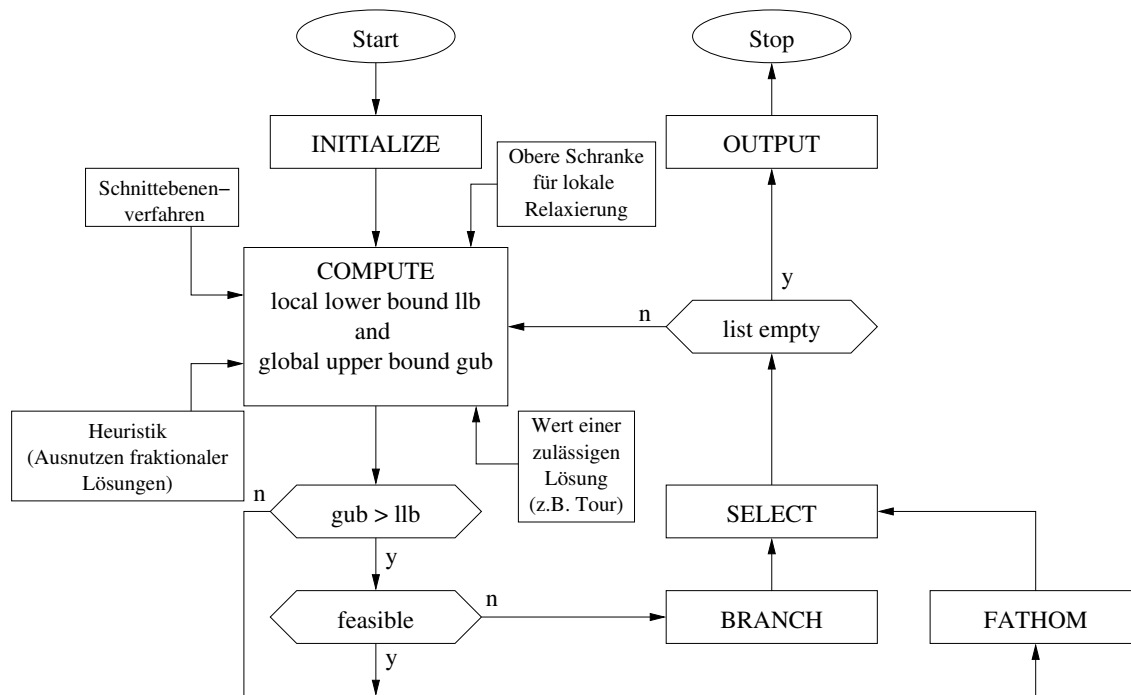 Start
Stop
INITIALIZE
OUTPUT
Obere Schranke
für lokale
Relaxierung
Schnittebenen−
verfahren
COMPUTE
local lower bound llb
and
global upper bound gub
y
n
list empty
Heuristik
(Ausnutzen fraktionaler
Lösungen)
Wert einer
zulässigen
Lösung
(z.B. Tour)
n
gub > llb
SELECT
y
feasible
n
BRANCH
FATHOM
y